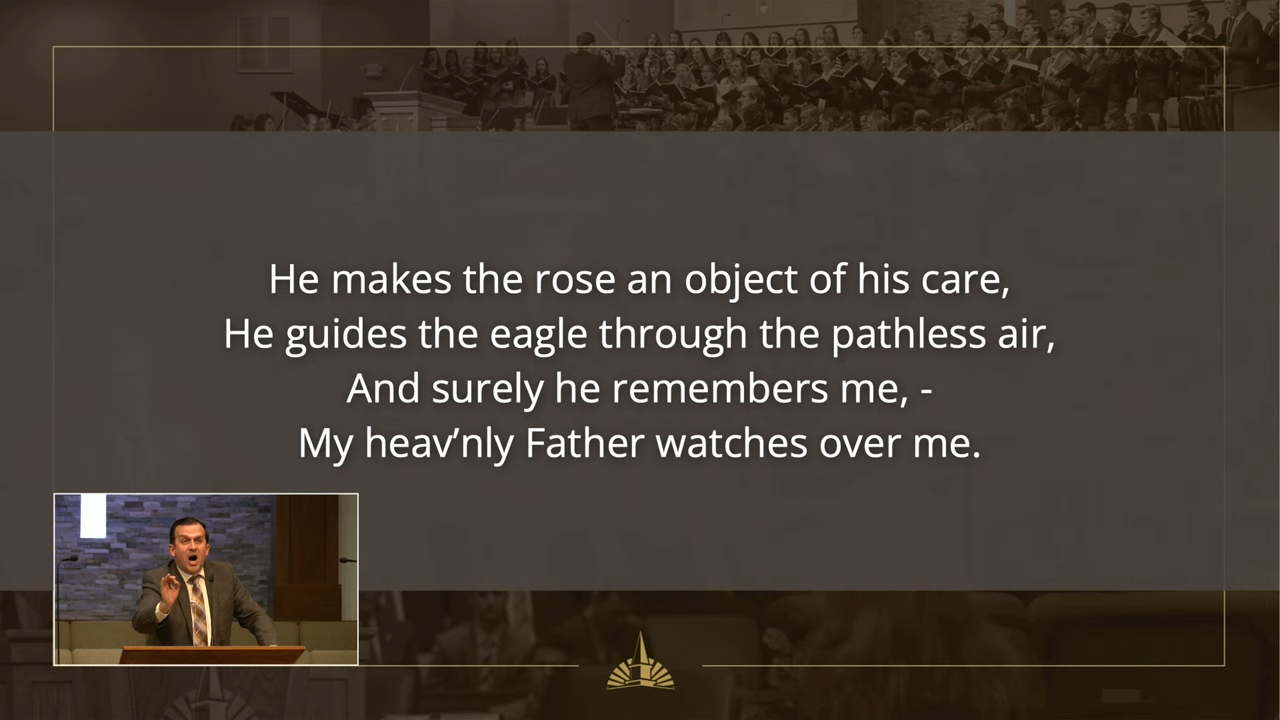 He makes the rose an object of his care,
He guides the eagle through the pathless air,
And surely he remembers me, -
My heav’nly Father watches over me.